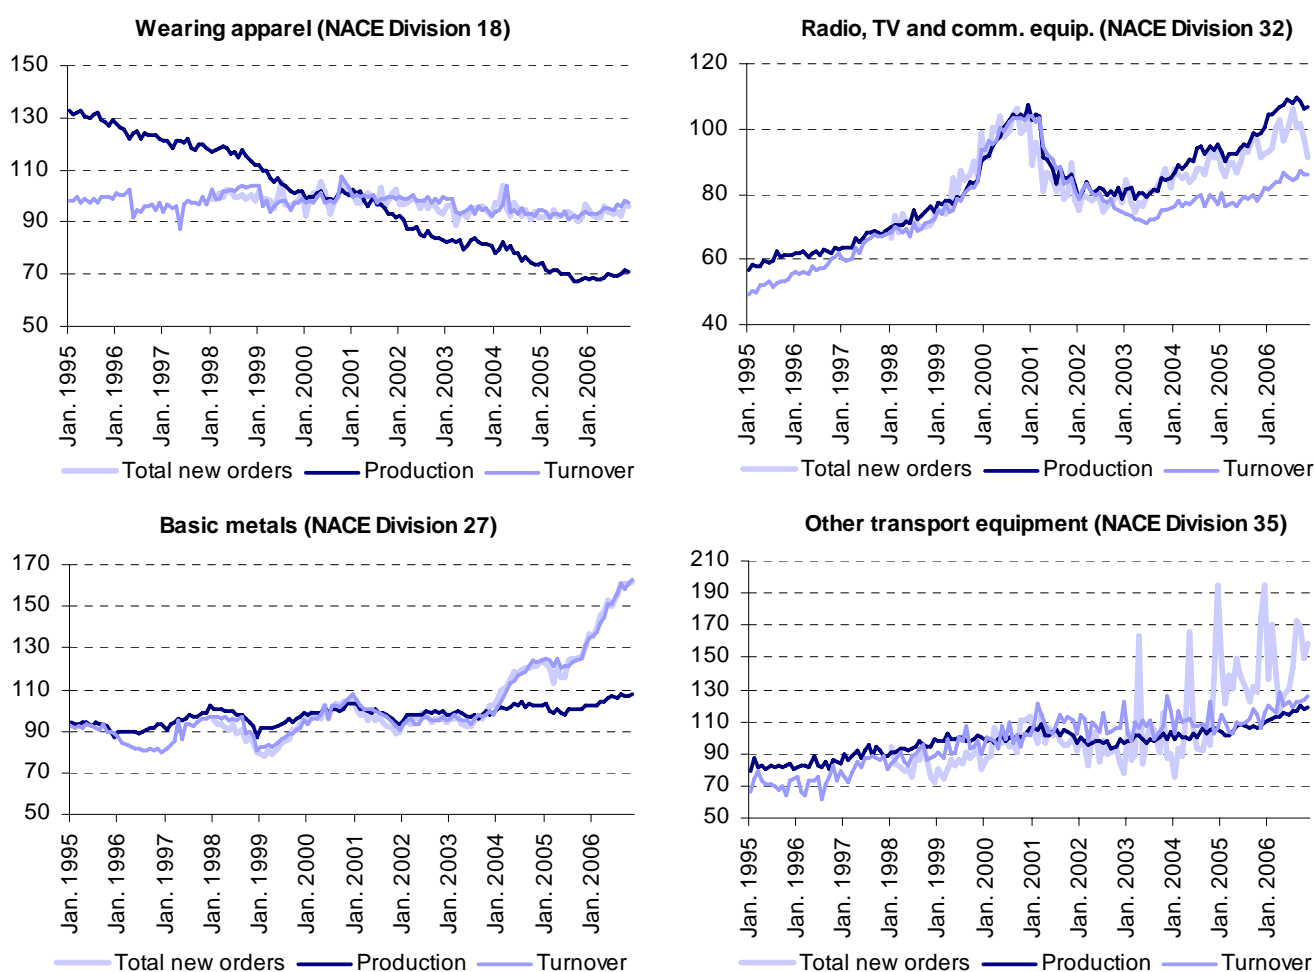 Wearing apparel (NACE Division 18)
150
130
110
90
70
50
Jan. 1995
Jan. 1996
Jan. 1997
Jan. 1998
Jan. 1999
Jan. 2000
Jan. 2001
Jan. 2002
Jan. 2003
Jan. 2004
Jan. 2005
Jan. 2006
Total new orders Production Turnover
Radio, TV and comm. equip. (NACE Division 32)
120
100
80
60
40
Jan. 1995
Jan. 1996
Jan. 1997
Jan. 1998
Jan. 1999
Jan. 2000
Jan. 2001
Jan. 2002
Jan. 2003
Jan. 2004
Jan. 2005
Jan. 2006
Total new orders Production Turnover
Basic metals (NACE Division 27)
170
150
130
110
90
70
50
Jan. 1995
Jan. 1996
Jan. 1997
Jan. 1998
Jan. 1999
Jan. 2000
Jan. 2001
Jan. 2002
Jan. 2003
Jan. 2004
Jan. 2005
Jan. 2006
Total new orders Production Turnover
Other transport equipment (NACE Division 35)
210
190
170
150
130
110
90
70
50
Jan. 1995
Jan. 1996
Jan. 1997
Jan. 1998
Jan. 1999
Jan. 2000
Jan. 2001
Jan. 2002
Jan. 2003
Jan. 2004
Jan. 2005
Jan. 2006
Total new orders Production Turnover